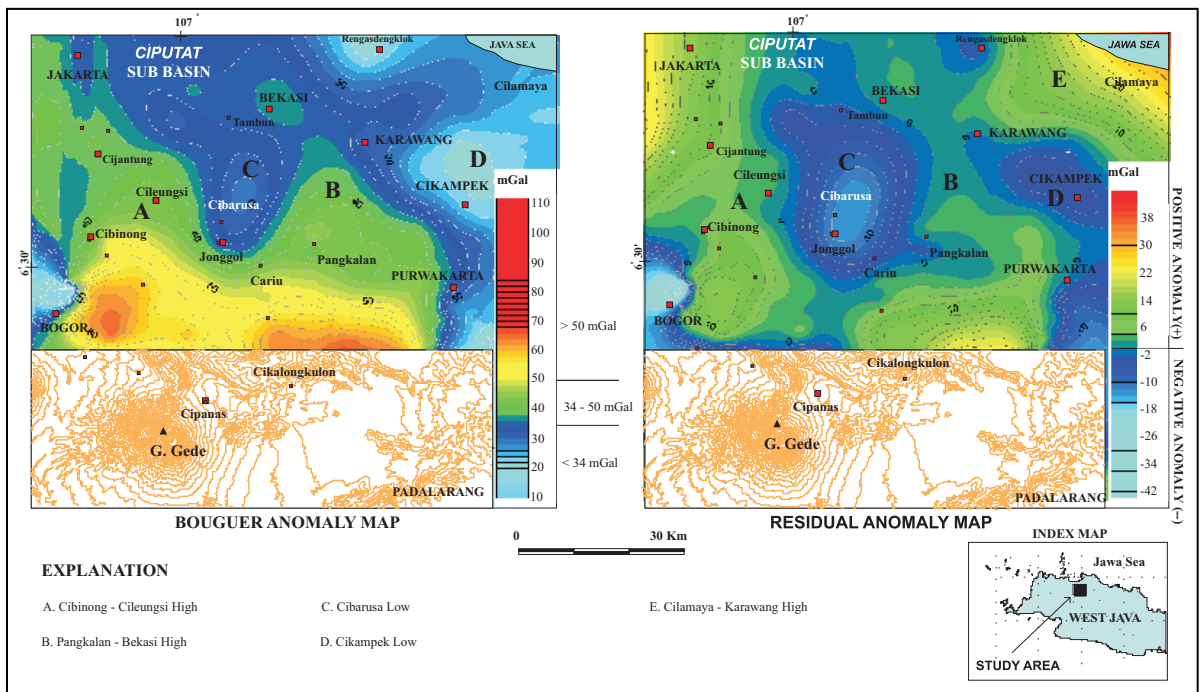 107°
107°
CIPUTAT
SUB BASIN
Rengasdengklok
JAVA SEA
JAKARTA
Cilamaya
BEKASI
Tambun
KARAWANG
Cijantung
C
D
B
CIKAMPEK
Cileungsi
A
Cibarusa
Cibinong
Jonggol
Pangkalan
Cariu
PURWAKARTA
6°,30'
BOGOR
Cikalongkulon
Cipanas
G. Gede
PADALARANG
BOUGUER ANOMALY MAP
mGal
110
100
90
80
70
60
50
40
30
20
10
> 50 mGal
34 - 50 mGal
< 34 mGal
CIPUTAT
SUB BASIN
Rengasdengklok
JAWA SEA
JAKARTA
E
Cilamaya
BEKASI
Tambun
KARAWANG
Cijantung
C
CIKAMPEK
Cileungsi
B
A
D
Cibarusa
Cibinong
Jonggol
Pangkalan
Cariu
PURWAKARTA
6°,30'
BOGOR
Cikalongkulon
Cipanas
G. Gede
PADALARANG
RESIDUAL ANOMALY MAP
mGal
38
30
22
14
6
-2
-10
-18
-26
-34
-42
POSITIVE ANOMALY(+)
NEGATIVE ANOMALY (-)
0 30 Km
INDEX MAP
Jawa Sea
WEST JAVA
STUDY AREA
EXPLANATION
A. Cibinong - Cileungsi High
C. Cibarusa Low
E. Cilamaya - Karawang High
B. Pangkalan - Bekasi High
D. Cikampek Low